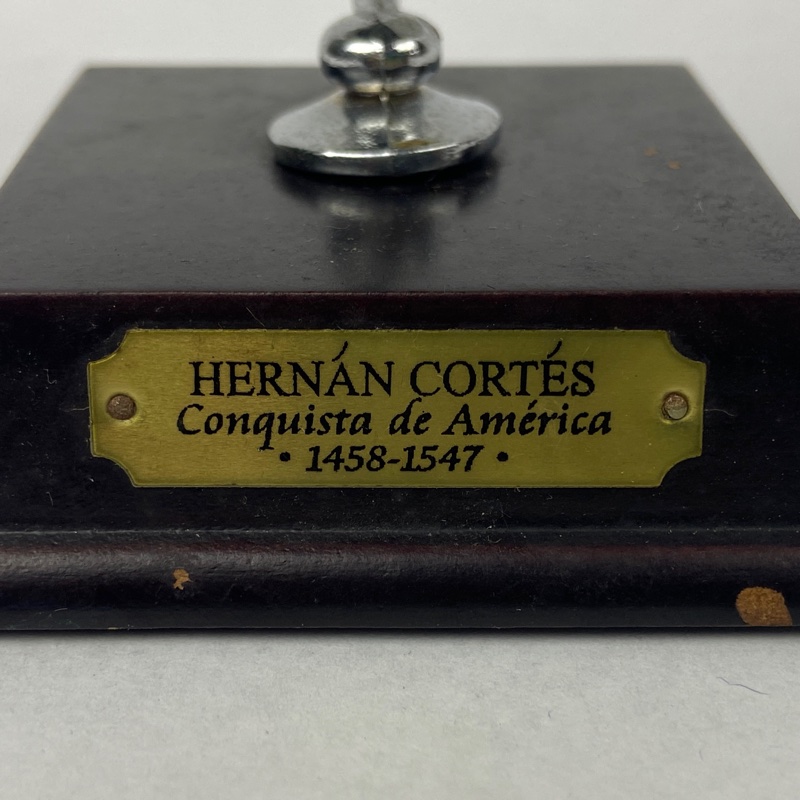 HERNÁN CORTÉS
Conquista de América
• 1458-1547 •